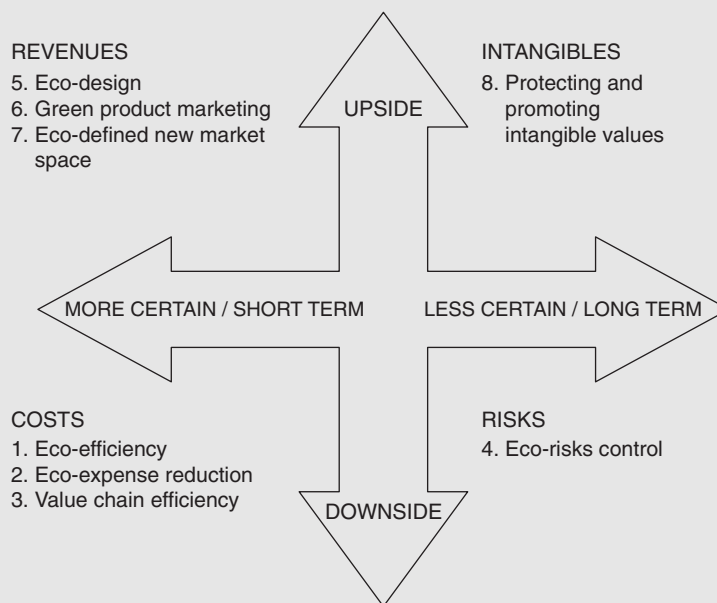 REVENUES
5. Eco-design
6. Green product marketing
7. Eco-defined new market
space
UPSIDE
INTANGIBLES
8. Protecting and
promoting
intangible values
MORE CERTAIN / SHORT TERM
LESS CERTAIN / LONG TERM
COSTS
1. Eco-efficiency
2. Eco-expense reduction
3. Value chain efficiency
DOWNSIDE
RISKS
4. Eco-risks control